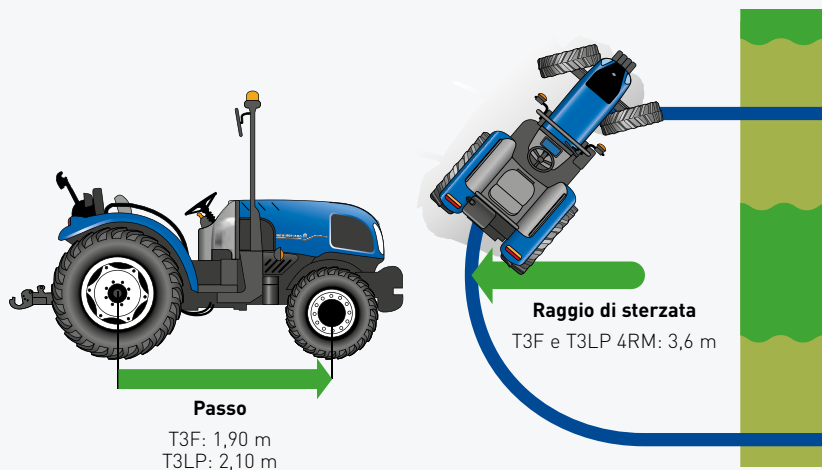 Passo
T3F: 1,90 m
T3LP: 2,10 m
Raggio di sterzata
T3F e T3LP 4RM: 3,6 m